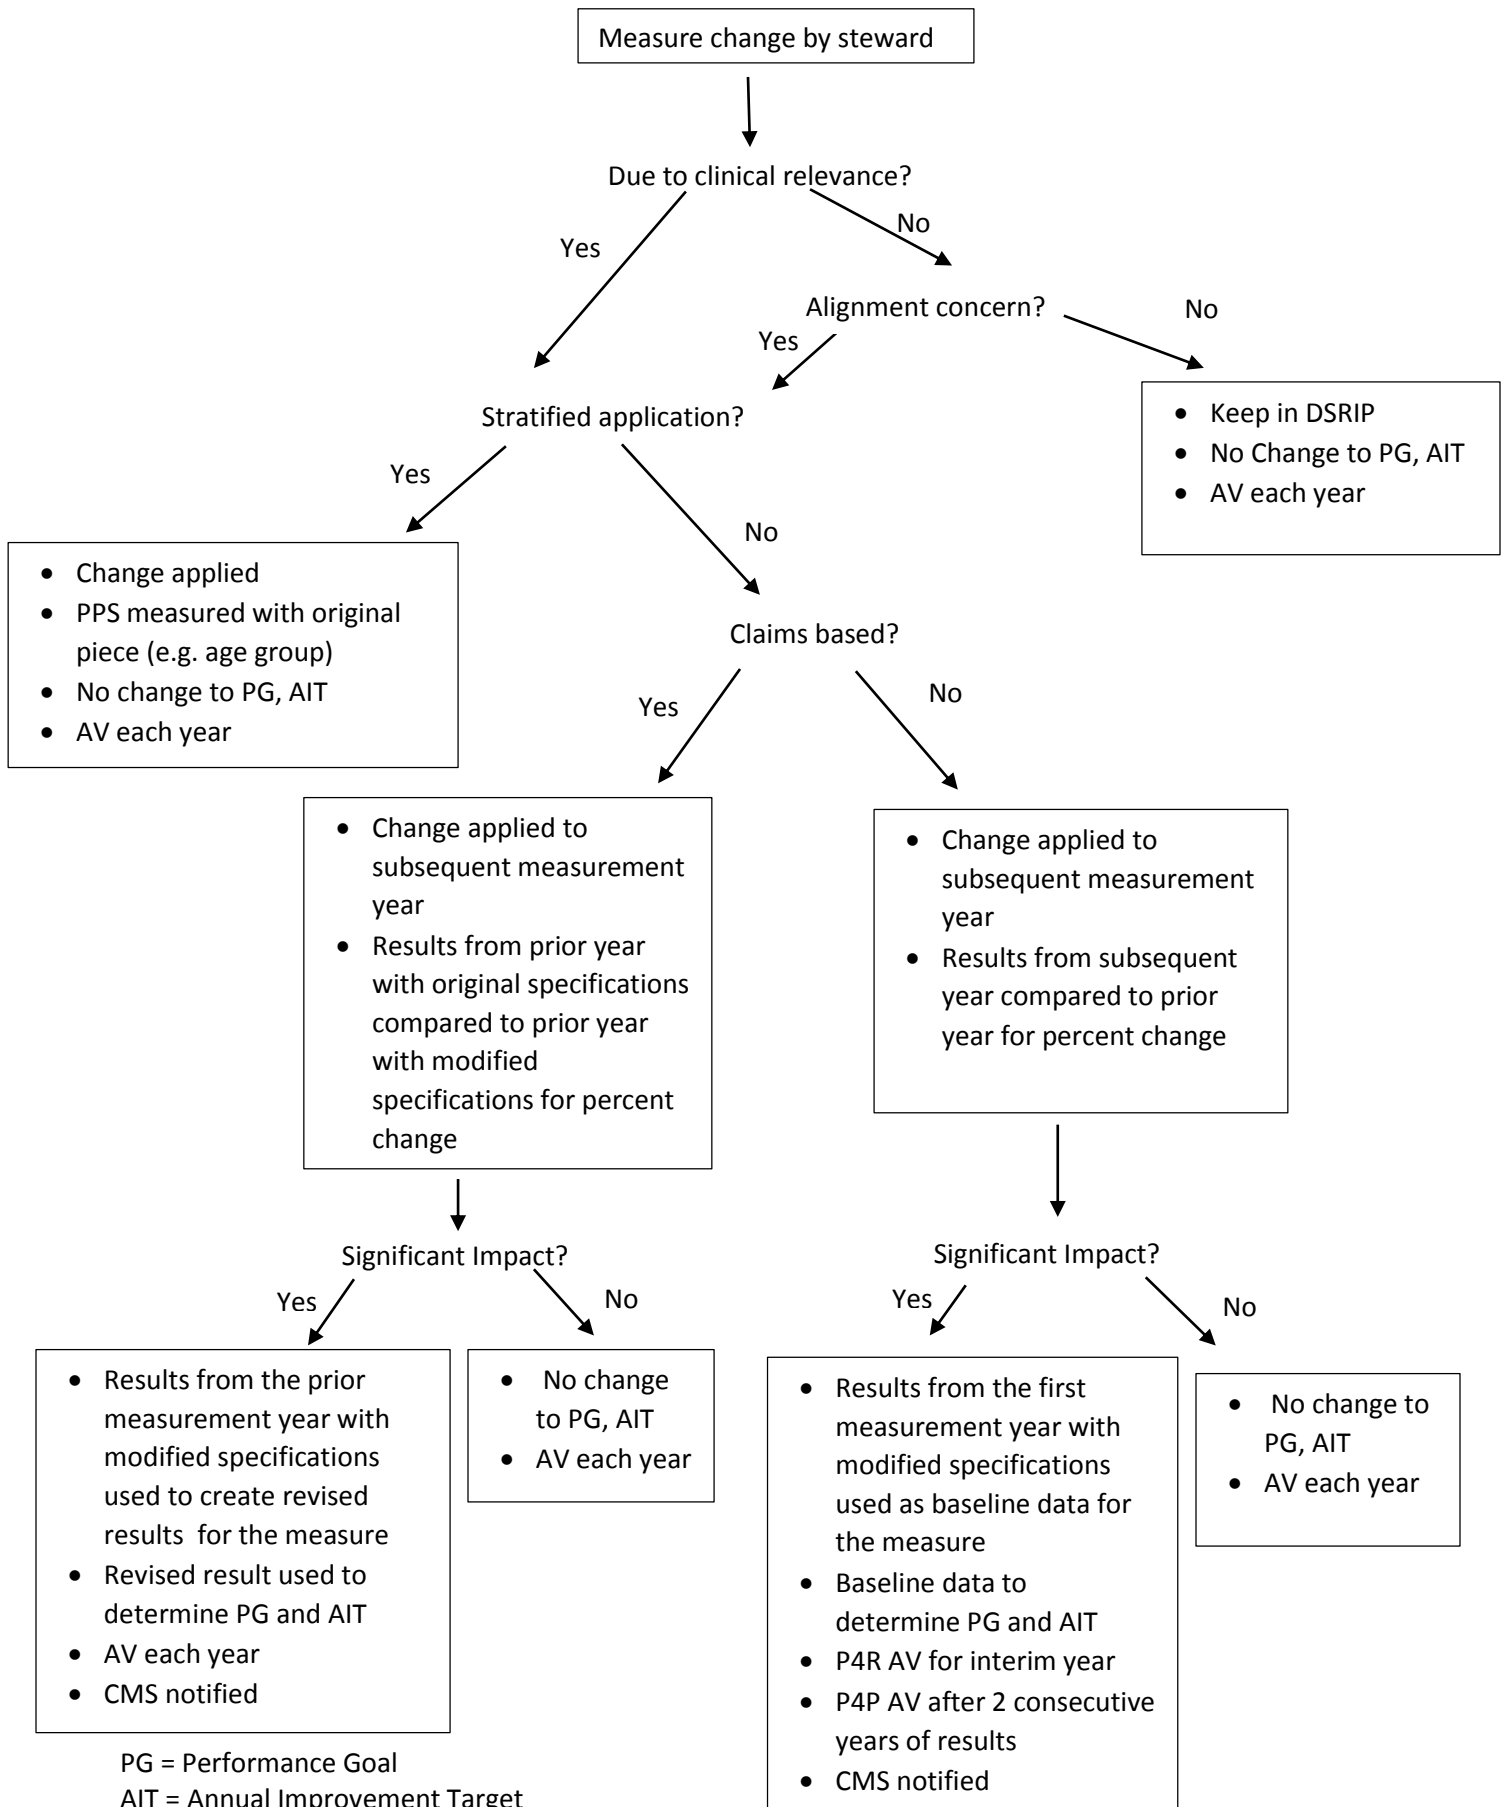 Measure change by steward
Due to clinical relevance?
No
Yes
Alignment concern?
No
Yes
• Keep in DSRIP
• No Change to PG, AIT
• AV each year
Stratified application?
Yes
No
• Change applied
• PPS measured with original
piece (e.g. age group)
• No change to PG, AIT
• AV each year
Claims based?
Yes
No
• Change applied to
subsequent measurement
year
• Results from prior year
with original specifications
compared to prior year
with modified
specifications for percent
change
• Change applied to
subsequent measurement
year
• Results from subsequent
year compared to prior
year for percent change
Significant Impact?
Yes
No
Significant Impact?
Yes
No
• Results from the prior
measurement year with
modified specifications
used to create revised
results for the measure
• Revised result used to
determine PG and AIT
• AV each year
• CMS notified
• No change
to PG, AIT
• AV each year
• Results from the first
measurement year with
modified specifications
used as baseline data for
the measure
• Baseline data to
determine PG and AIT
• P4R AV for interim year
• P4P AV after 2 consecutive
years of results
• CMS notified
• No change to
PG, AIT
• AV each year
PG = Performance Goal
AIT = Annual Improvement Target